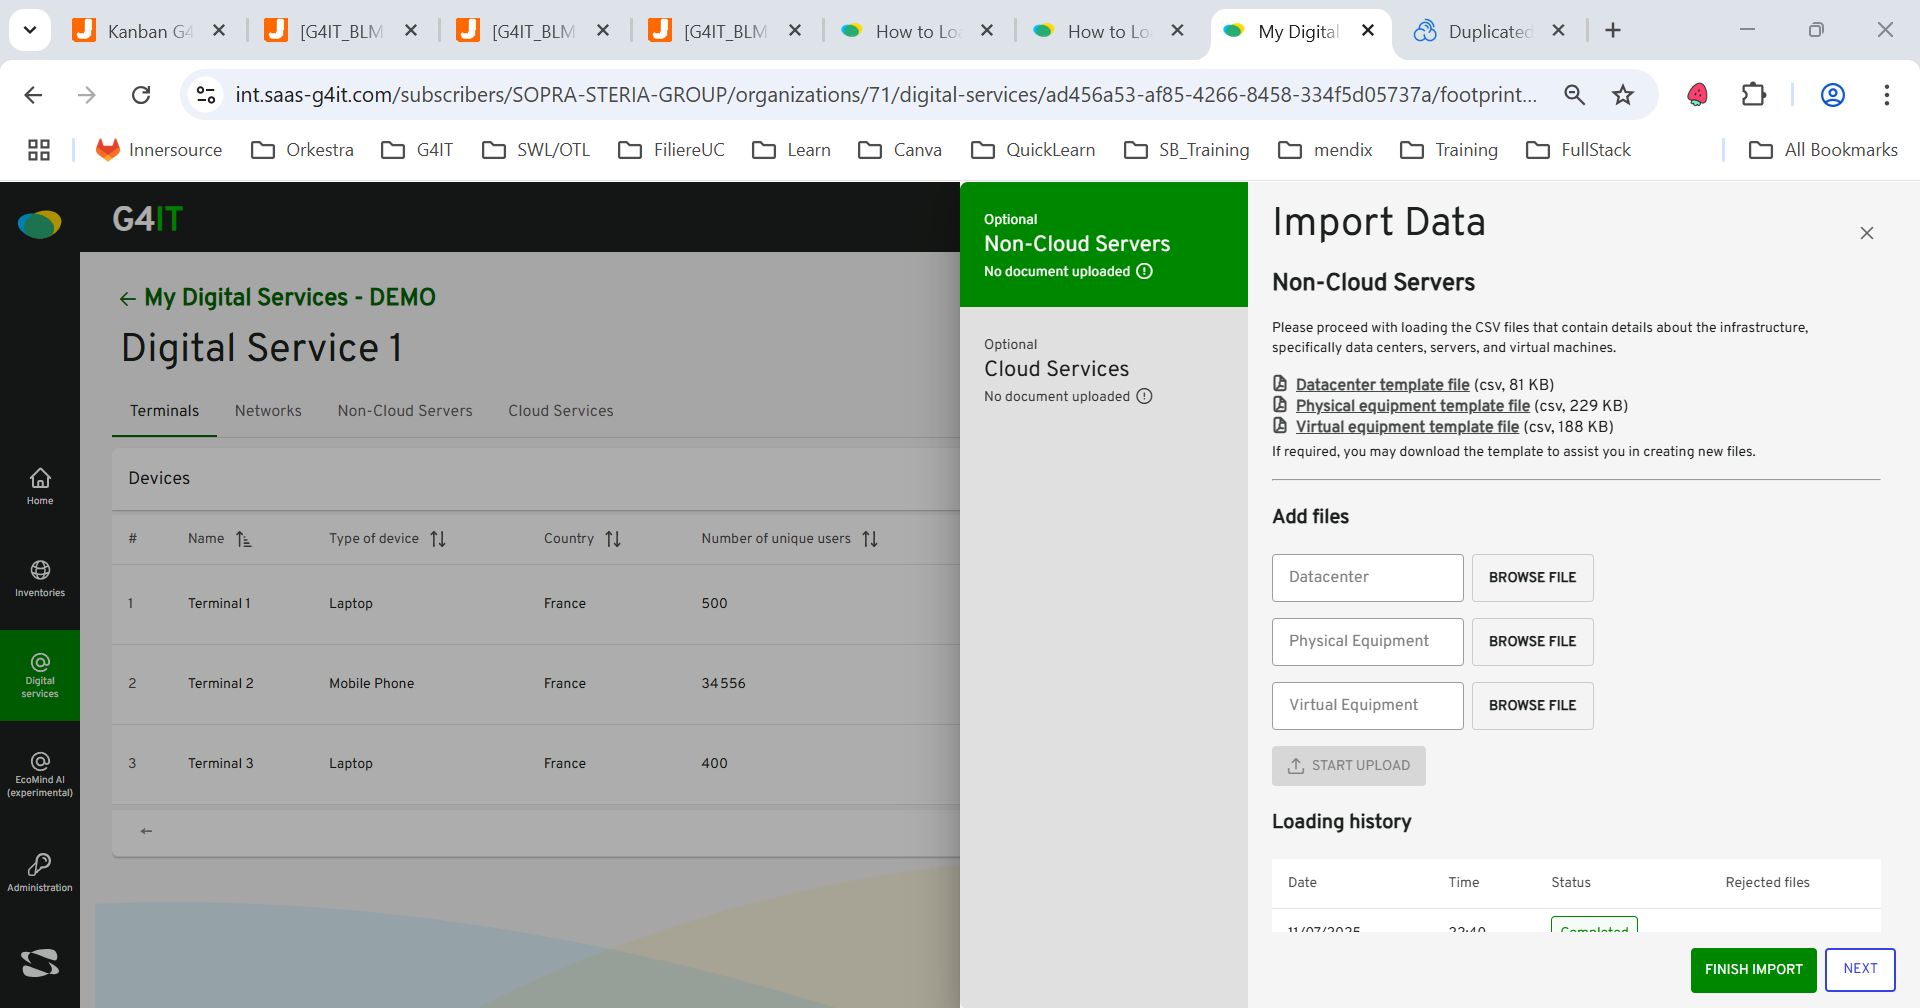 Kanban G4
[G4IT_BLM
[G4IT_BLM
[G4IT_BLM
How to Lo
How to Lo
My Digital
Duplicated
int.saas-g4it.com/subscribers/SOPRA-STERIA-GROUP/organizations/71/digital-services/ad456a53-af85-4266-8458-334f5d05737a/footprint...
Innersource
Orkestra
G4IT
SWL/OTL
FiliereUC
Learn
Canva
QuickLearn
SB_Training
mendix
Training
FullStack
All Bookmarks
G4IT
Home
Inventories
Digital
services
EcoMind AI
(experimental)
Administration
My Digital Services - DEMO
Digital Service 1
Terminals
Networks
Non-Cloud Servers
Cloud Services
Devices
# Name Type of device Country Number of unique users
1 Terminal 1 Laptop France 500
2 Terminal 2 Mobile Phone France 34 556
3 Terminal 3 Laptop France 400
Optional
Non-Cloud Servers
No document uploaded
Optional
Cloud Services
No document uploaded
Import Data
Non-Cloud Servers
Please proceed with loading the CSV files that contain details about the infrastructure,
specifically data centers, servers, and virtual machines.
Datacenter template file (csv, 81 KB)
Physical equipment template file (csv, 229 KB)
Virtual equipment template file (csv, 188 KB)
If required, you may download the template to assist you in creating new files.
Add files
Datacenter BROWSE FILE
Physical Equipment BROWSE FILE
Virtual Equipment BROWSE FILE
START UPLOAD
Loading history
Date Time Status Rejected files
11/07/2025 22:40 Completed
FINISH IMPORT
NEXT